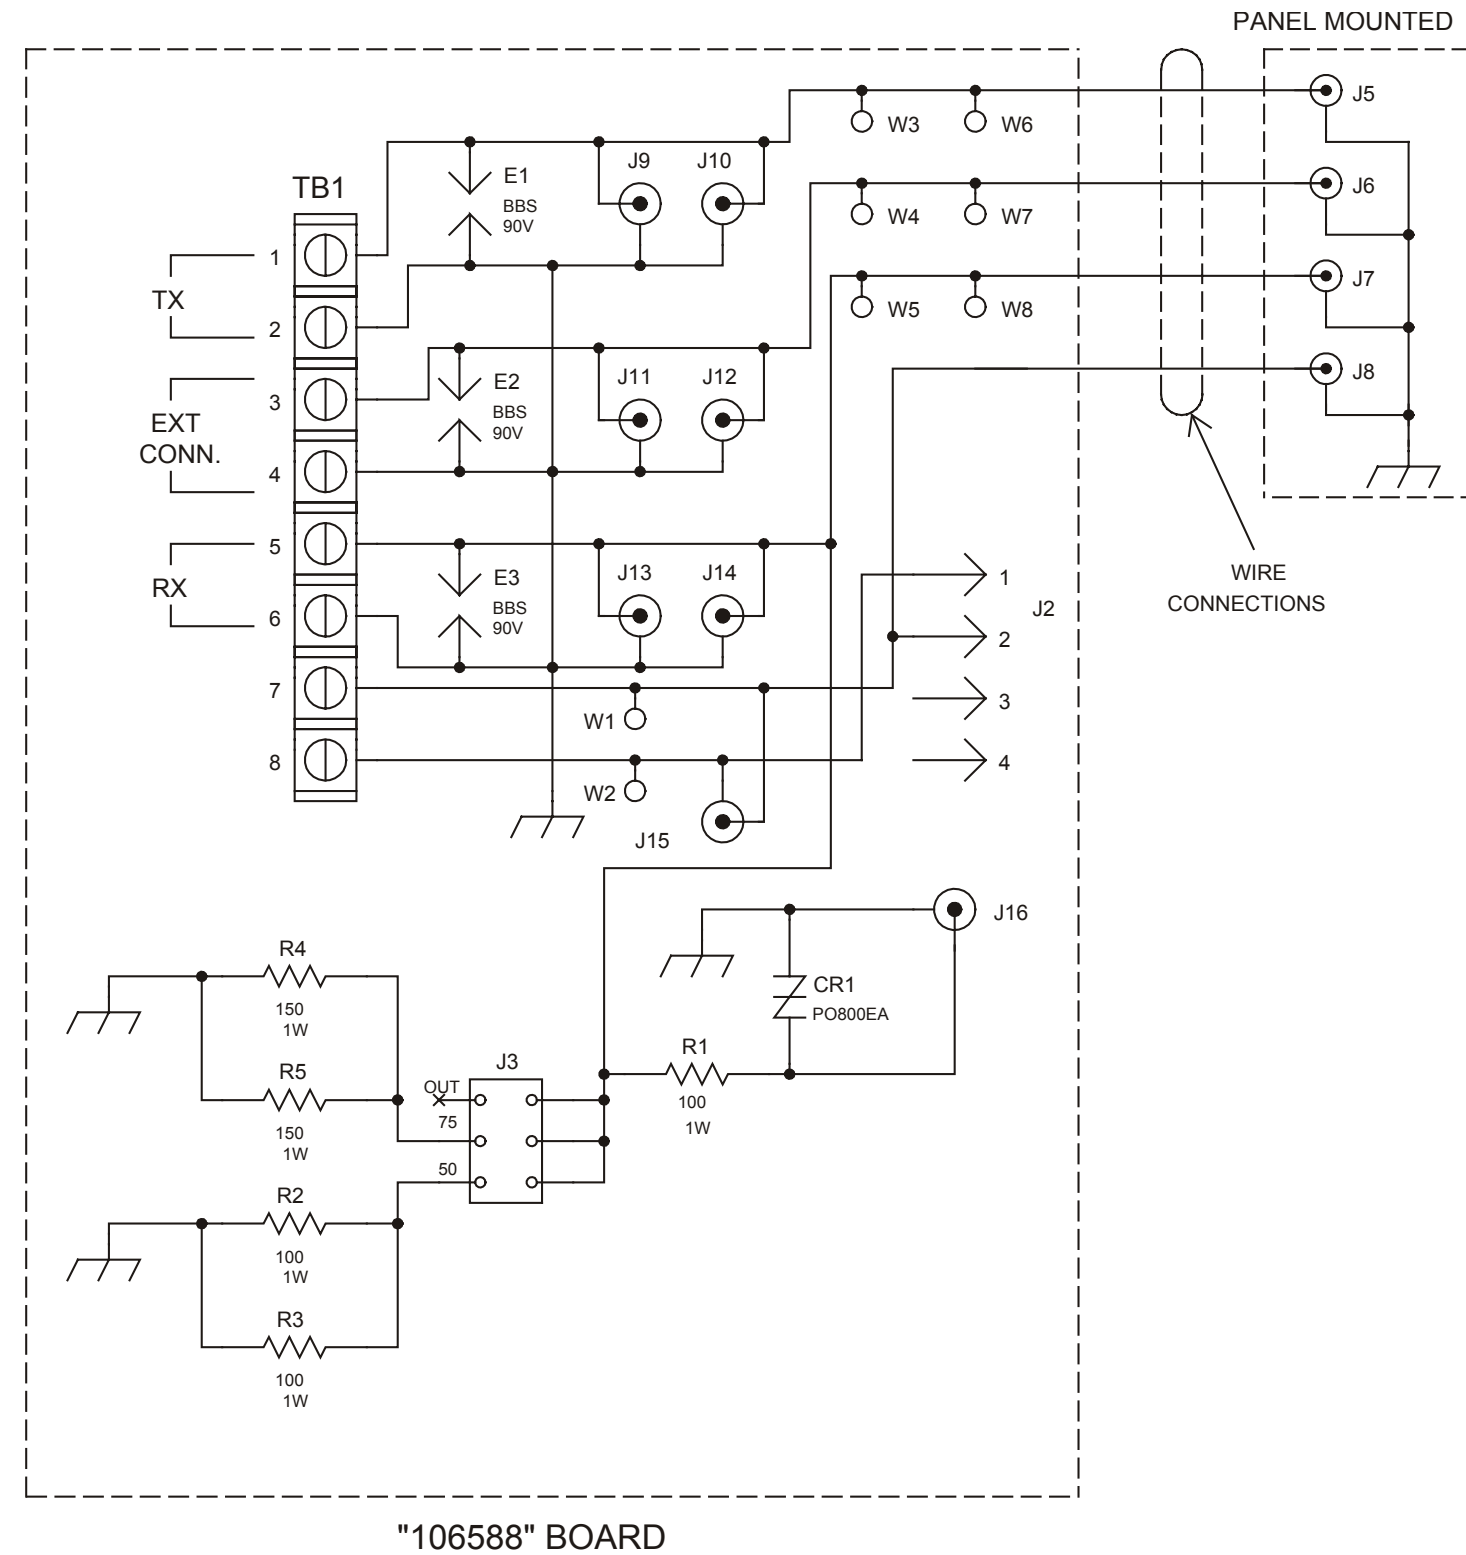 PANEL MOUNTED
J5
W3
W6
J9
J10
E1
BBS
90V
TB1
J6
W4
W7
1
TX
2
J7
W5
W8
J11
J12
E2
BBS
90V
J8
3
EXT
CONN.
4
5
RX
6
J13
J14
E3
BBS
90V
1
J2
2
3
4
WIRE
CONNECTIONS
7
W1
8
W2
J15
J16
R4
150
1W
CR1
PO800EA
R5
150
1W
J3
OUT
75
50
R1
100
1W
R2
100
1W
R3
100
1W
"106588" BOARD